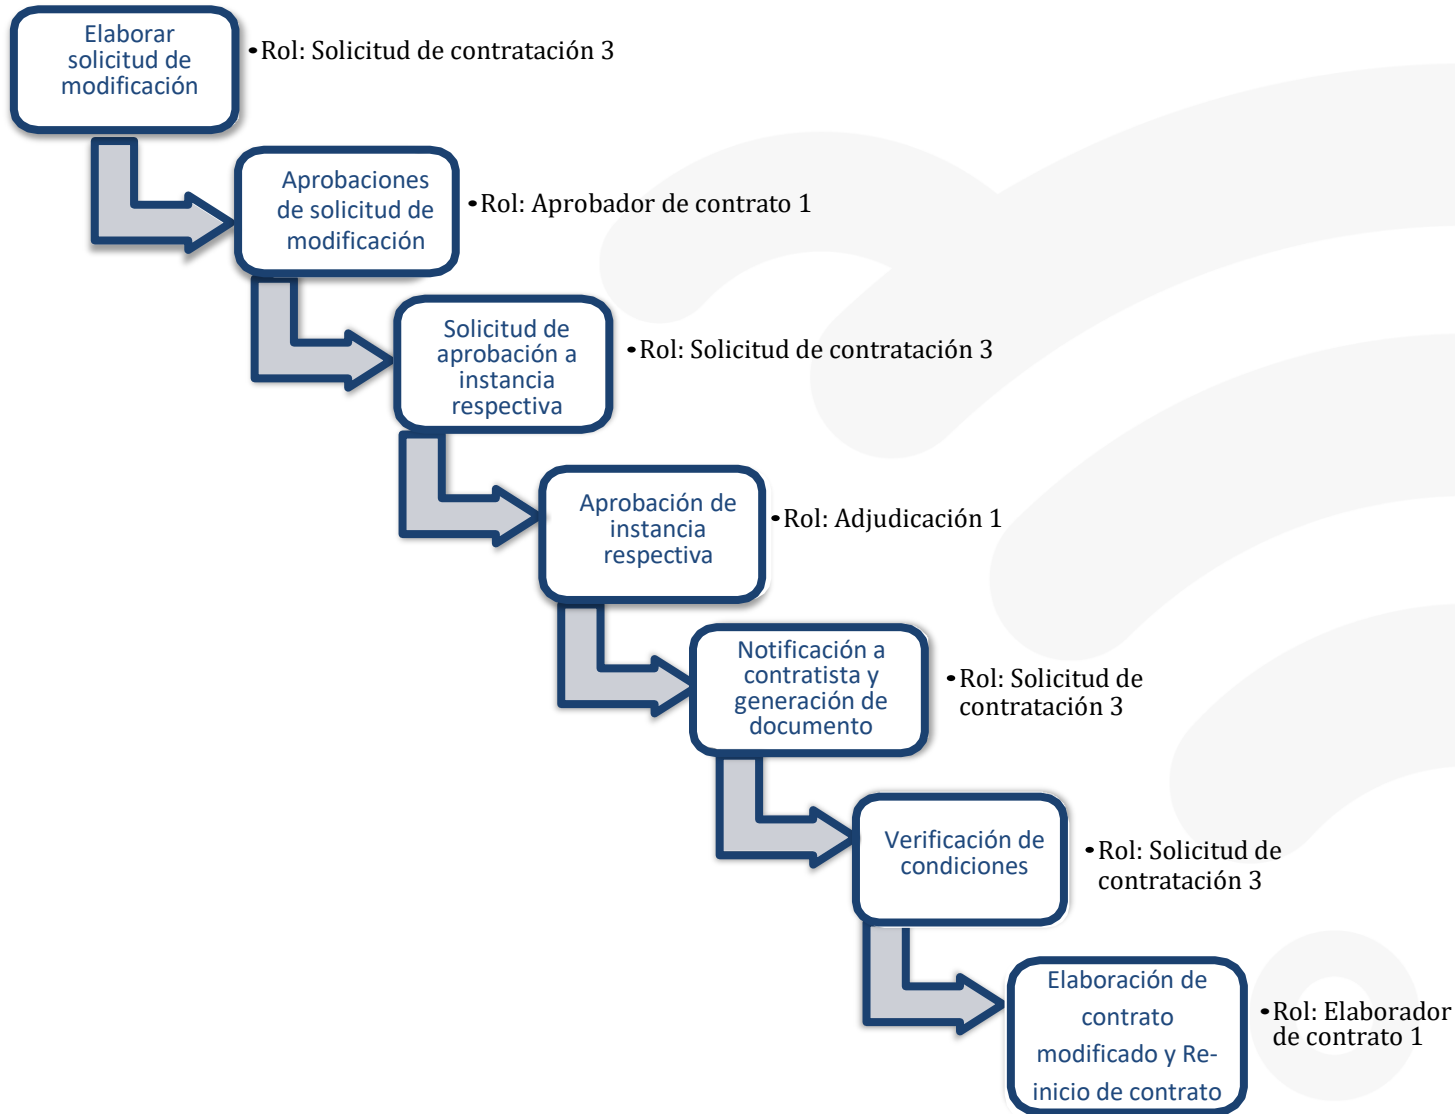 Elaborar
solicitud de
modificación
•Rol: Solicitud de contratación 3
Aprobaciones
de solicitud de
modificación
•Rol: Aprobador de contrato 1
Solicitud de
aprobación a
instancia
respectiva
•Rol: Solicitud de contratación 3
Aprobación de
instancia
respectiva
•Rol: Adjudicación 1
Notificación a
contratista y
generación de
documento
•Rol: Solicitud de
contratación 3
Verificación de
condiciones
•Rol: Solicitud de
contratación 3
Elaboración de
contrato
modificado y Re-
inicio de contrato
•Rol: Elaborador
de contrato 1